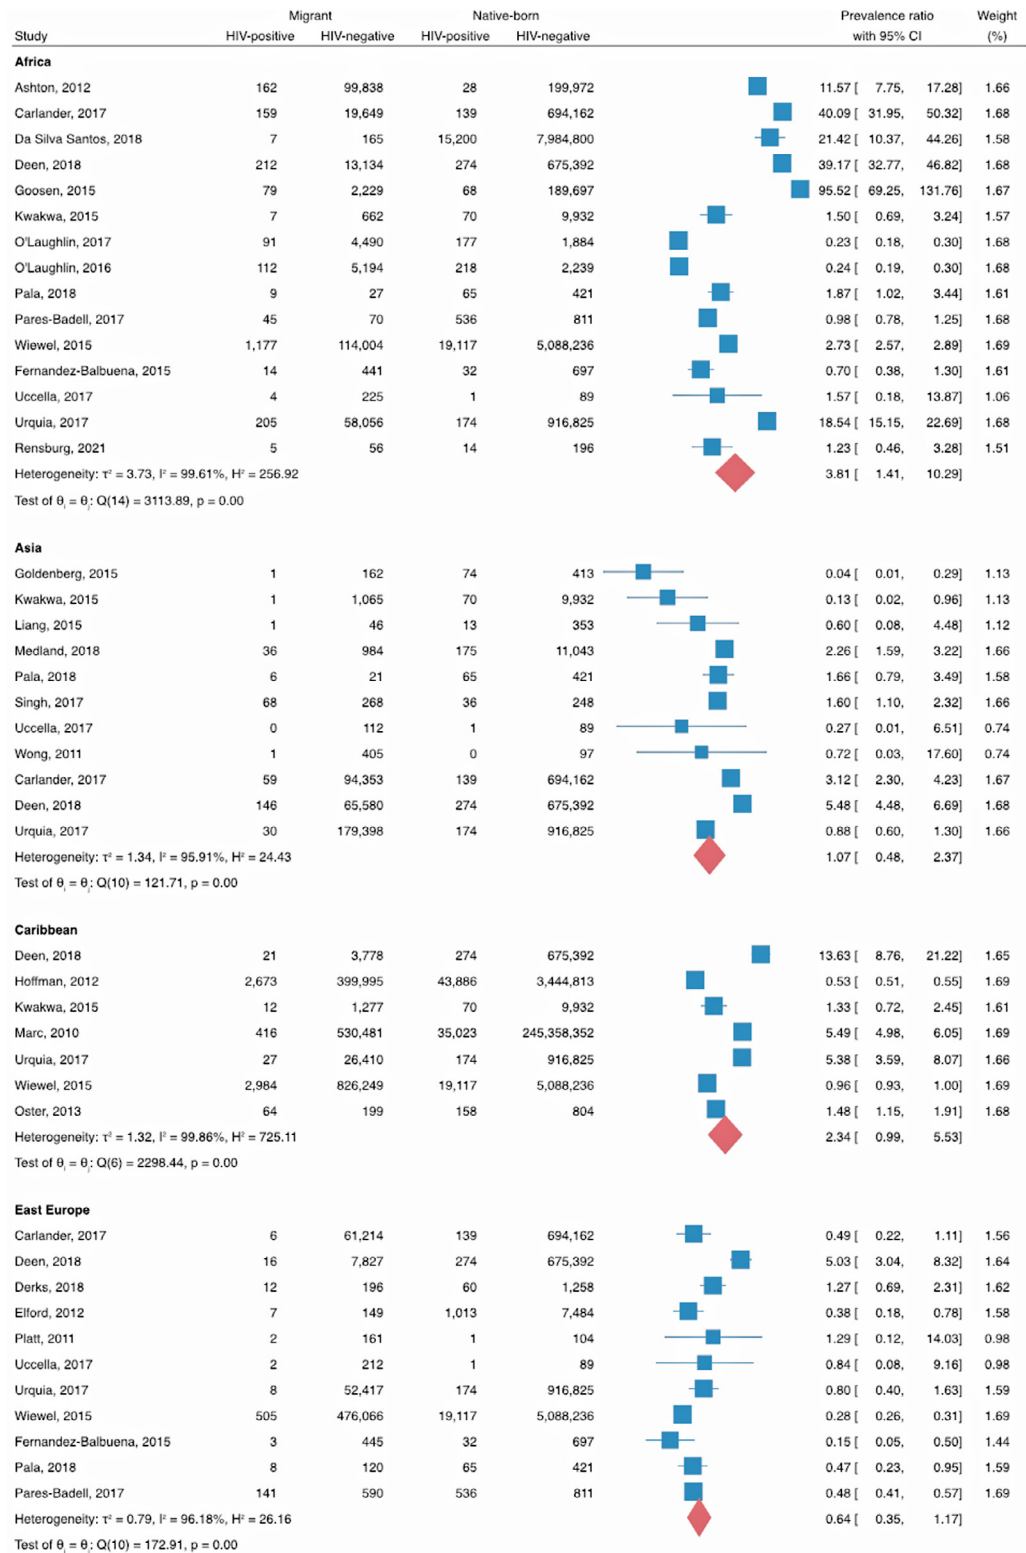 Migrant Native-born Prevalence ratio Weight
Study HIV-positive HIV-negative HIV-positive HIV-negative with 95% CI (%)
Africa
Ashton, 2012 162 99,838 28 199,972 11.57 [ 7.75, 17.28] 1.66
Carlander, 2017 159 19,649 139 694,162 40.09 [ 31.95, 50.32] 1.68
Da Silva Santos, 2018 7 165 15,200 7,984,800 21.42 [ 10.37, 44.26] 1.58
Deen, 2018 212 13,134 274 675,392 39.17 [ 32.77, 46.82] 1.68
Goosen, 2015 79 2,229 68 189,697 95.52 [ 69.25, 131.76] 1.67
Kwakwa, 2015 7 662 70 9,932 1.50 [ 0.69, 3.24] 1.57
O'Laughlin, 2017 91 4,490 177 1,884 0.23 [ 0.18, 0.30] 1.68
O'Laughlin, 2016 112 5,194 218 2,239 0.24 [ 0.19, 0.30] 1.68
Pala, 2018 9 27 65 421 1.87 [ 1.02, 3.44] 1.61
Pares-Badell, 2017 45 70 536 811 0.98 [ 0.78, 1.25] 1.68
Wiewel, 2015 1,177 114,004 19,117 5,088,236 2.73 [ 2.57, 2.89] 1.69
Fernandez-Balbuena, 2015 14 441 32 697 0.70 [ 0.38, 1.30] 1.61
Uccella, 2017 4 225 1 89 1.57 [ 0.18, 13.87] 1.06
Urquia, 2017 205 58,056 174 916,825 18.54 [ 15.15, 22.69] 1.68
Rensburg, 2021 5 56 14 196 1.23 [ 0.46, 3.28] 1.51
Heterogeneity: τ² = 3.73, I² = 99.61%, H² = 256.92 3.81 [ 1.41, 10.29]
Test of θᵢ = θⱼ: Q(14) = 3113.89, p = 0.00
Asia
Goldenberg, 2015 1 162 74 413 0.04 [ 0.01, 0.29] 1.13
Kwakwa, 2015 1 1,065 70 9,932 0.13 [ 0.02, 0.96] 1.13
Liang, 2015 1 46 13 353 0.60 [ 0.08, 4.48] 1.12
Medland, 2018 36 984 175 11,043 2.26 [ 1.59, 3.22] 1.66
Pala, 2018 6 21 65 421 1.66 [ 0.79, 3.49] 1.58
Singh, 2017 68 268 36 248 1.60 [ 1.10, 2.32] 1.66
Uccella, 2017 0 112 1 89 0.27 [ 0.01, 6.51] 0.74
Wong, 2011 1 405 0 97 0.72 [ 0.03, 17.60] 0.74
Carlander, 2017 59 94,353 139 694,162 3.12 [ 2.30, 4.23] 1.67
Deen, 2018 146 65,580 274 675,392 5.48 [ 4.48, 6.69] 1.68
Urquia, 2017 30 179,398 174 916,825 0.88 [ 0.60, 1.30] 1.66
Heterogeneity: τ² = 1.34, I² = 95.91%, H² = 24.43 1.07 [ 0.48, 2.37]
Test of θᵢ = θⱼ: Q(10) = 121.71, p = 0.00
Caribbean
Deen, 2018 21 3,778 274 675,392 13.63 [ 8.76, 21.22] 1.65
Hoffman, 2012 2,673 399,995 43,886 3,444,813 0.53 [ 0.51, 0.55] 1.69
Kwakwa, 2015 12 1,277 70 9,932 1.33 [ 0.72, 2.45] 1.61
Marc, 2010 416 530,481 35,023 245,358,352 5.49 [ 4.98, 6.05] 1.69
Urquia, 2017 27 26,410 174 916,825 5.38 [ 3.59, 8.07] 1.66
Wiewel, 2015 2,984 826,249 19,117 5,088,236 0.96 [ 0.93, 1.00] 1.69
Oster, 2013 64 199 158 804 1.48 [ 1.15, 1.91] 1.68
Heterogeneity: τ² = 1.32, I² = 99.86%, H² = 725.11 2.34 [ 0.99, 5.53]
Test of θᵢ = θⱼ: Q(6) = 2298.44, p = 0.00
East Europe
Carlander, 2017 6 61,214 139 694,162 0.49 [ 0.22, 1.11] 1.56
Deen, 2018 16 7,827 274 675,392 5.03 [ 3.04, 8.32] 1.64
Derks, 2018 12 196 60 1,258 1.27 [ 0.69, 2.31] 1.62
Elford, 2012 7 149 1,013 7,484 0.38 [ 0.18, 0.78] 1.58
Platt, 2011 2 161 1 104 1.29 [ 0.12, 14.03] 0.98
Uccella, 2017 2 212 1 89 0.84 [ 0.08, 9.16] 0.98
Urquia, 2017 8 52,417 174 916,825 0.80 [ 0.40, 1.63] 1.59
Wiewel, 2015 505 476,066 19,117 5,088,236 0.28 [ 0.26, 0.31] 1.69
Fernandez-Balbuena, 2015 3 445 32 697 0.15 [ 0.05, 0.50] 1.44
Pala, 2018 8 120 65 421 0.47 [ 0.23, 0.95] 1.59
Pares-Badell, 2017 141 590 536 811 0.48 [ 0.41, 0.57] 1.69
Heterogeneity: τ² = 0.79, I² = 96.18%, H² = 26.16 0.64 [ 0.35, 1.17]
Test of θᵢ = θⱼ: Q(10) = 172.91, p = 0.00